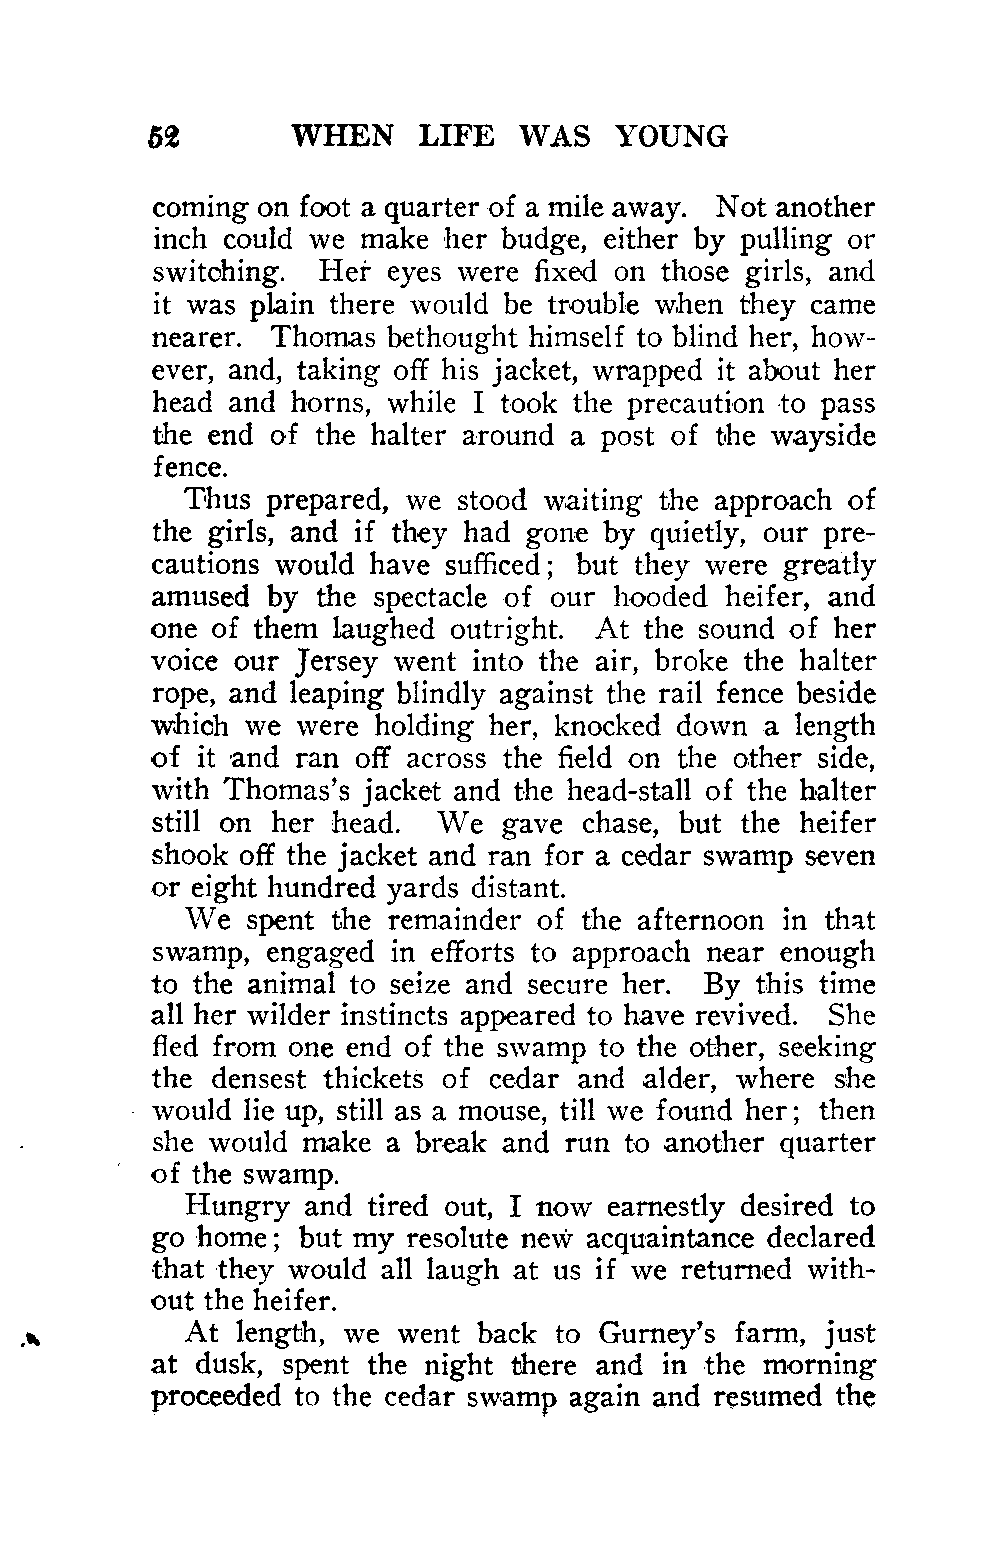 52 WHEN LIFE WAS YOUNG
coming on foot a quarter of a mile away. Not another
inch could we make her budge, either by pulling or
switching. Her eyes were fixed on those girls, and
it was plain there would be trouble when they came
nearer. Thomas bethought himself to blind her, how-
ever, and, taking off his jacket, wrapped it about her
head and horns, while I took the precaution to pass
the end of the halter around a post of the wayside
fence.
Thus prepared, we stood waiting the approach of
the girls, and if they had gone by quietly, our pre-
cautions would have sufficed; but they were greatly
amused by the spectacle of our hooded heifer, and
one of them laughed outright. At the sound of her
voice our Jersey went into the air, broke the halter
rope, and leaping blindly against the rail fence beside
which we were holding her, knocked down a length
of it and ran off across the field on the other side,
with Thomas's jacket and the head-stall of the halter
still on her head. We gave chase, but the heifer
shook off the jacket and ran for a cedar swamp seven
or eight hundred yards distant.
We spent the remainder of the afternoon in that
swamp, engaged in efforts to approach near enough
to the animal to seize and secure her. By this time
all her wilder instincts appeared to have revived. She
fled from one end of the swamp to the other, seeking
the densest thickets of cedar and alder, where she
would lie up, still as a mouse, till we found her; then
she would make a break and run to another quarter
of the swamp.
Hungry and tired out, I now earnestly desired to
go home; but my resolute new acquaintance declared
that they would all laugh at us if we returned with-
out the heifer.
At length, we went back to Gurney's farm, just
at dusk, spent the night there and in the morning
proceeded to the cedar swamp again and resumed the